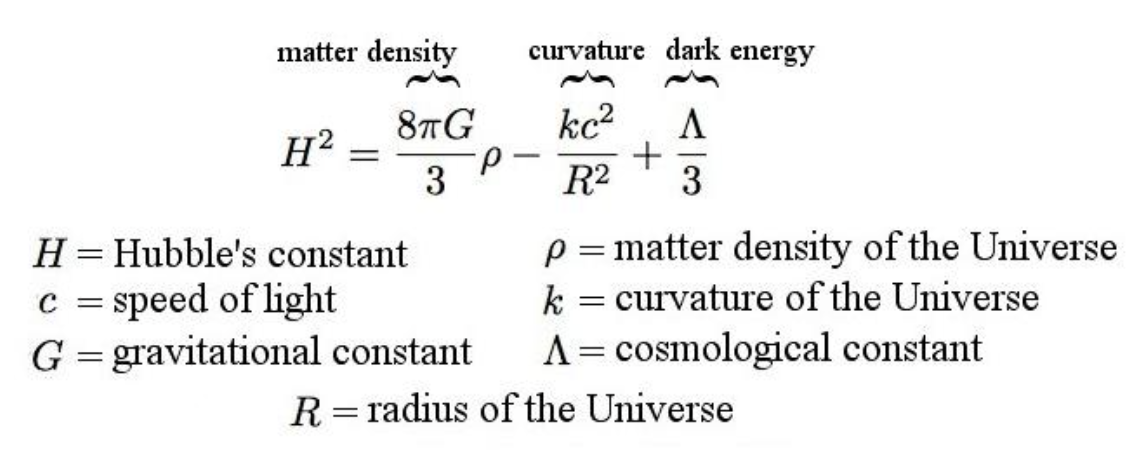 matter density curvature dark energy
H² = 8πG/3 ρ − kc²/R² + Λ/3
H = Hubble's constant
ρ = matter density of the Universe
c = speed of light
k = curvature of the Universe
G = gravitational constant
Λ = cosmological constant
R = radius of the Universe